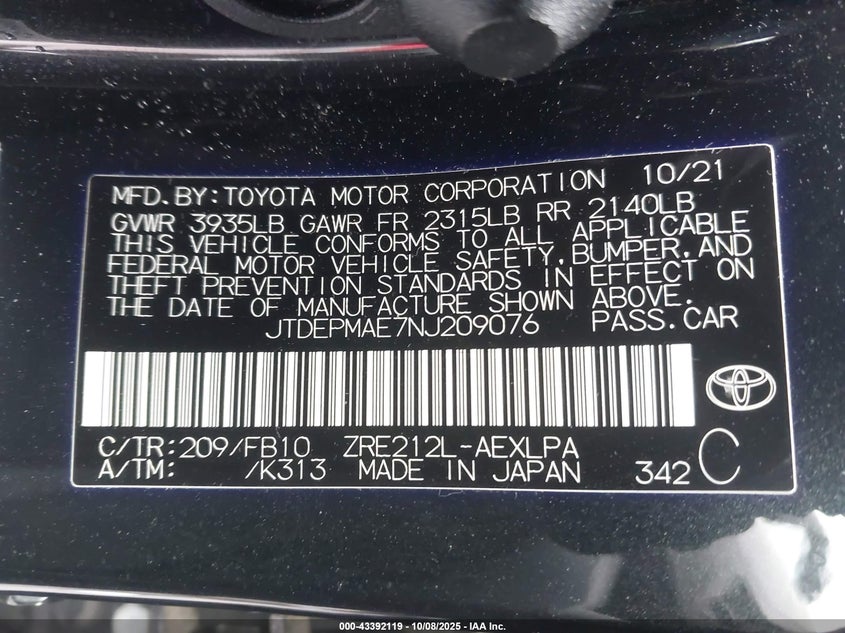 MFD.BY:TOYOTA MOTOR CORPORATION 10/21
GVWR 3935LB GAWR FR 2315LB RR 2140LB
THIS VEHICLE CONFORMS TO ALL APPLICABLE
FEDERAL MOTOR VEHICLE SAFETY,BUMPER,AND
THEFT PREVENTION STANDARDS IN EFFECT ON
THE DATE OF MANUFACTURE SHOWN ABOVE.
JTDEPMAE7NJ209076 PASS.CAR
C/TR:209/FB10 ZRE212L-AEXLPA
A/TM: /K313 MADE IN JAPAN 342 C
000-43392119 - 10/08/2025 - IAA Inc.